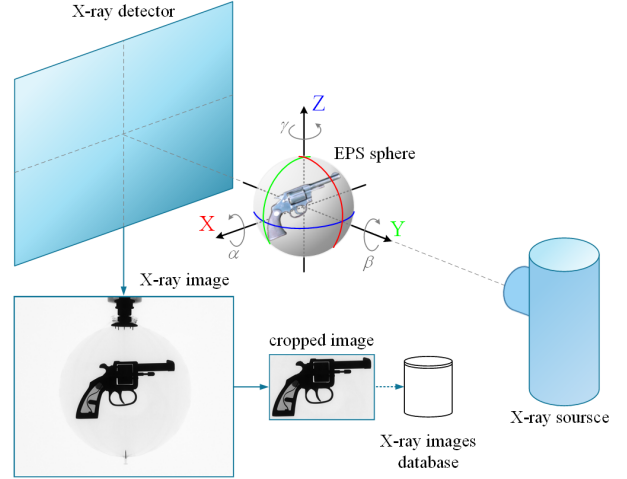 X-ray detector
Z
γ
EPS sphere
X
Y
α
β
X-ray image
cropped image
X-ray soursce
X-ray images
database